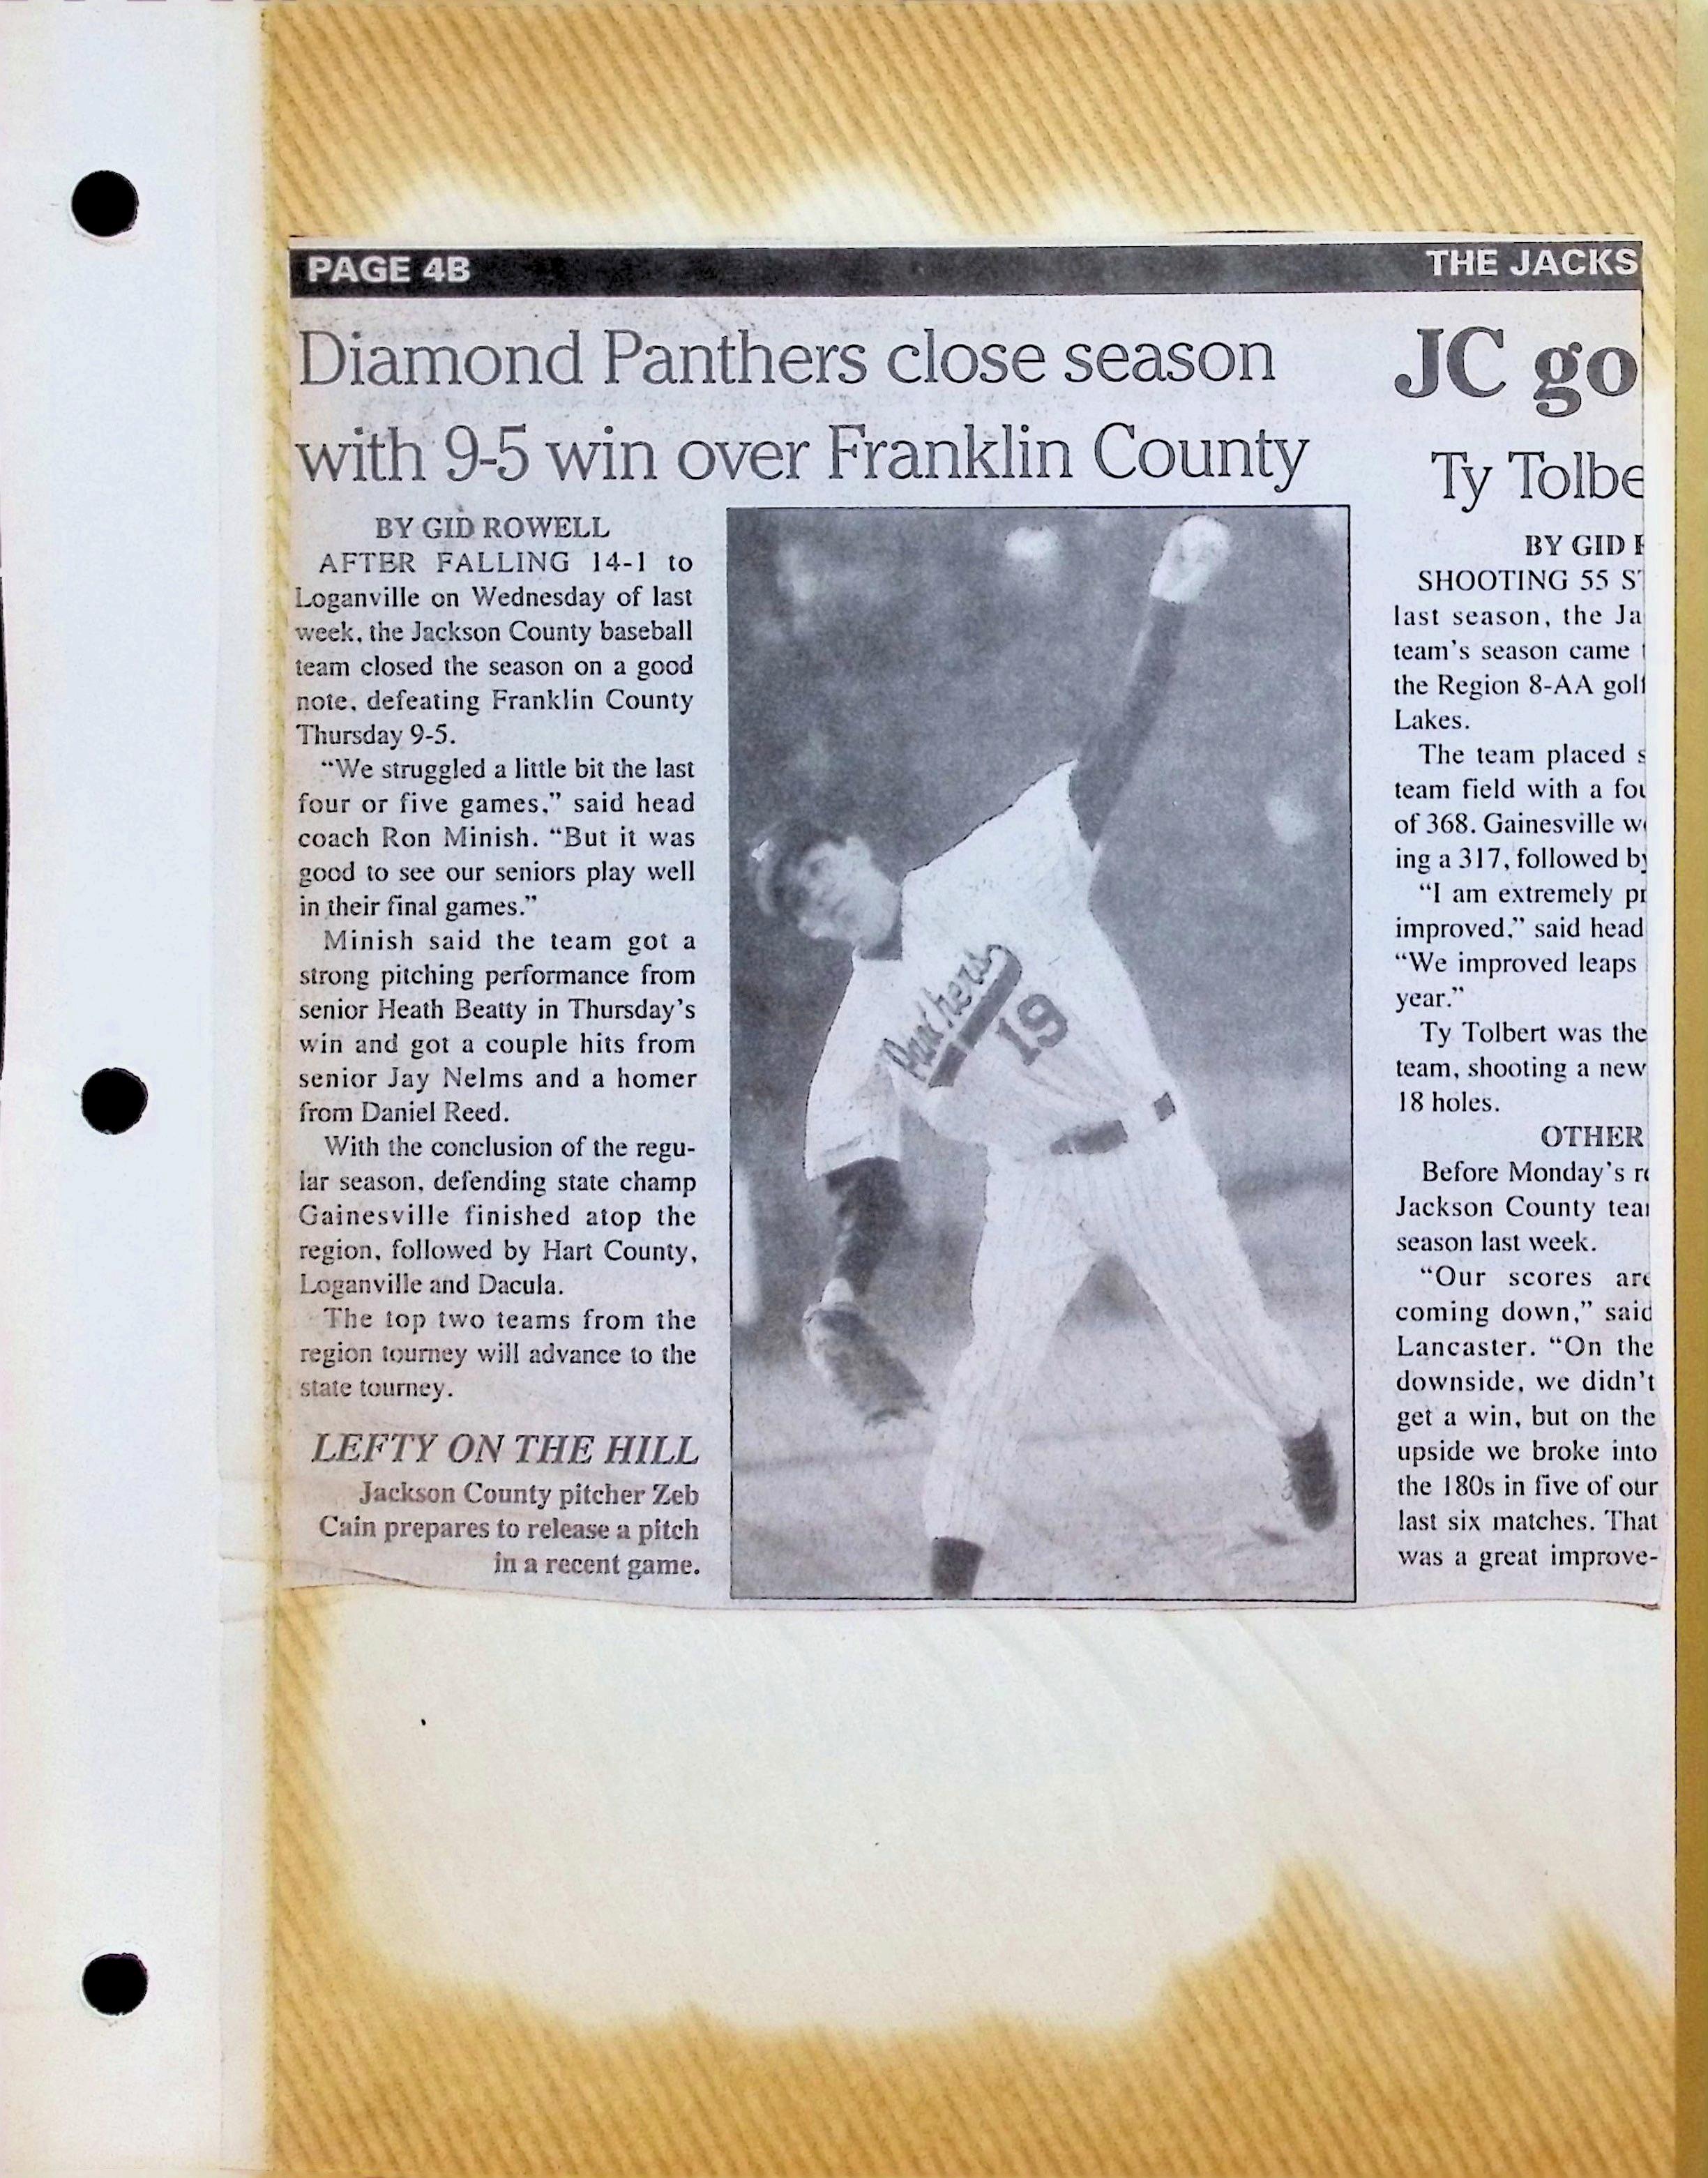 PAGE 4B
THE JACKS
Diamond Panthers close season
with 9-5 win over Franklin County
BY GID ROWELL
AFTER FALLING 14-1 to
Loganville on Wednesday of last
week, the Jackson County baseball
team closed the season on a good
note, defeating Franklin County
Thursday 9-5.
“We struggled a little bit the last
four or five games,” said head
coach Ron Minish. “But it was
good to see our seniors play well
in their final games.”
Minish said the team got a
strong pitching performance from
senior Heath Beatty in Thursday’s
win and got a couple hits from
senior Jay Nelms and a homer
from Daniel Reed.
With the conclusion of the regu-
lar season, defending state champ
Gainesville finished atop the
region, followed by Hart County,
Loganville and Dacula.
The top two teams from the
region tourney will advance to the
state tourney.
LEFTY ON THE HILL
Jackson County pitcher Zeb
Cain prepares to release a pitch
in a recent game.
Panthers
19
JC go
Ty Tolbe
BY GID
SHOOTING 55 S
last season, the Ja
team’s season came
the Region 8-AA golf
Lakes.
The team placed s
team field with a fou
of 368. Gainesville w
ing a 317, followed by
“I am extremely pr
improved,” said head
“We improved leaps
year.”
Ty Tolbert was the
team, shooting a new
18 holes.
OTHER
Before Monday’s re
Jackson County tea
season last week.
“Our scores are
coming down,” said
Lancaster. “On the
downside, we didn’t
get a win, but on the
upside we broke into
the 180s in five of our
last six matches. That
was a great improve-